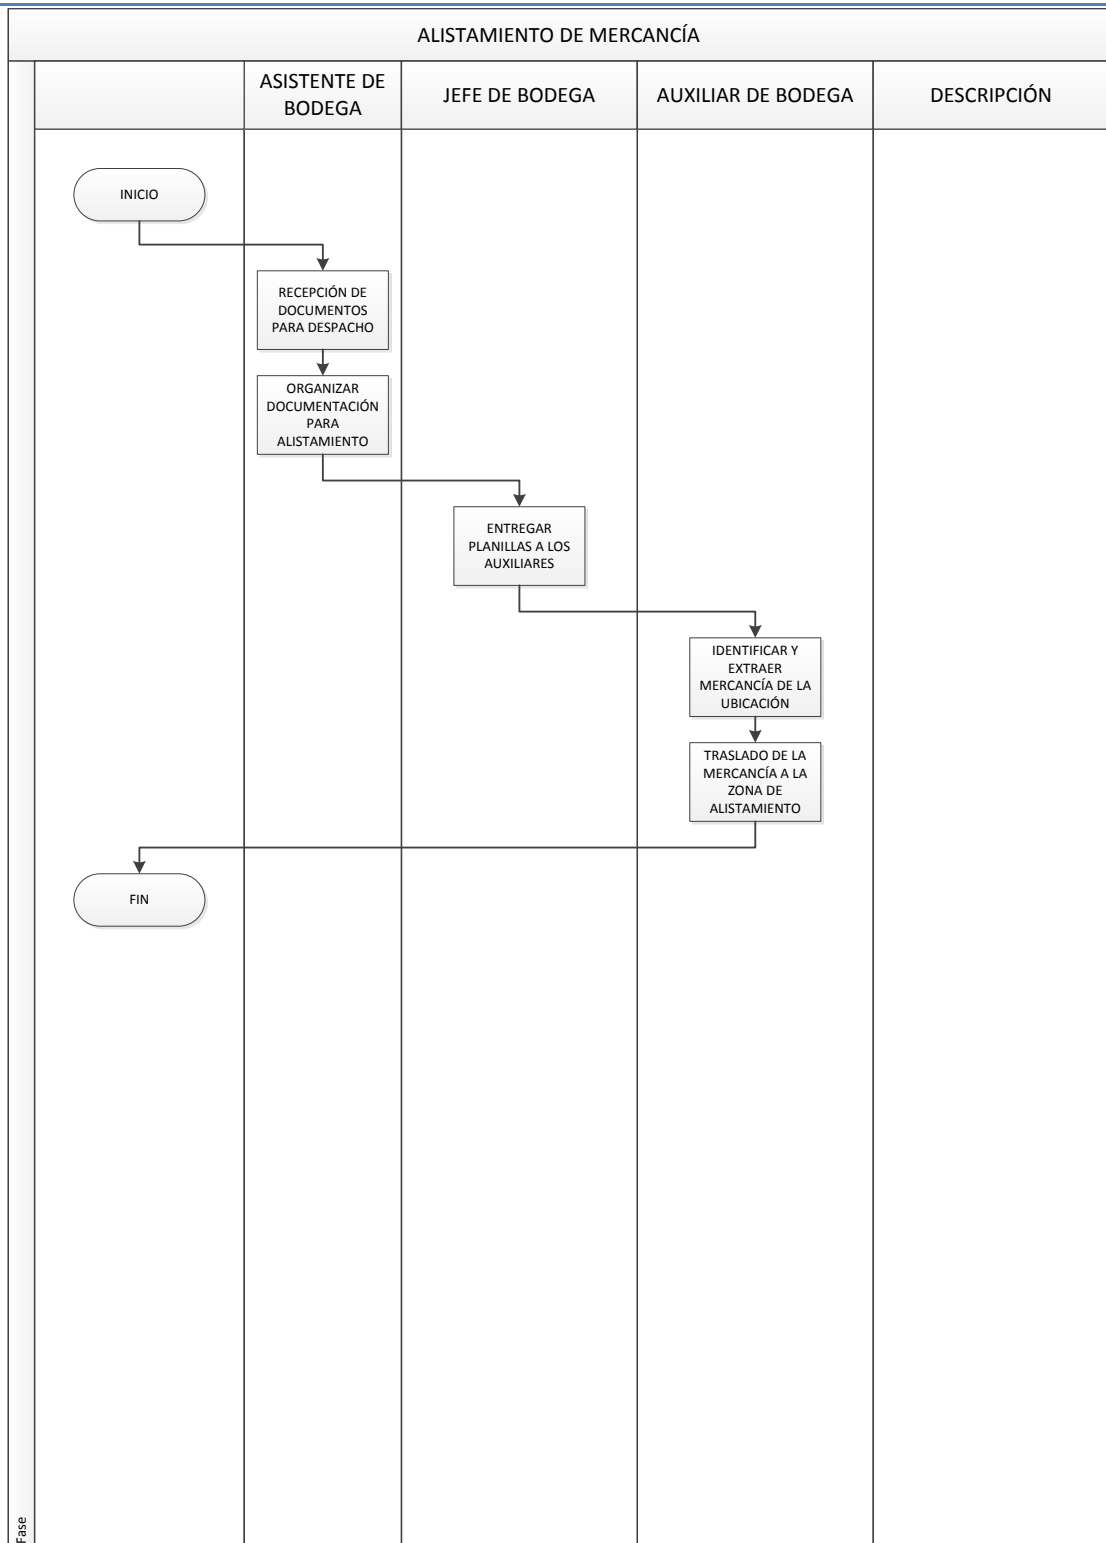 ALISTAMIENTO DE MERCANCÍA
ASISTENTE DE
BODEGA
JEFE DE BODEGA
AUXILIAR DE BODEGA
DESCRIPCIÓN
INICIO
RECEPCIÓN DE
DOCUMENTOS
PARA DESPACHO
ORGANIZAR
DOCUMENTACIÓN
PARA
ALISTAMIENTO
ENTREGAR
PLANILLAS A LOS
AUXILIARES
IDENTIFICAR Y
EXTRAER
MERCANCÍA DE LA
UBICACIÓN
TRASLADO DE LA
MERCANCÍA A LA
ZONA DE
ALISTAMIENTO
FIN
Fase